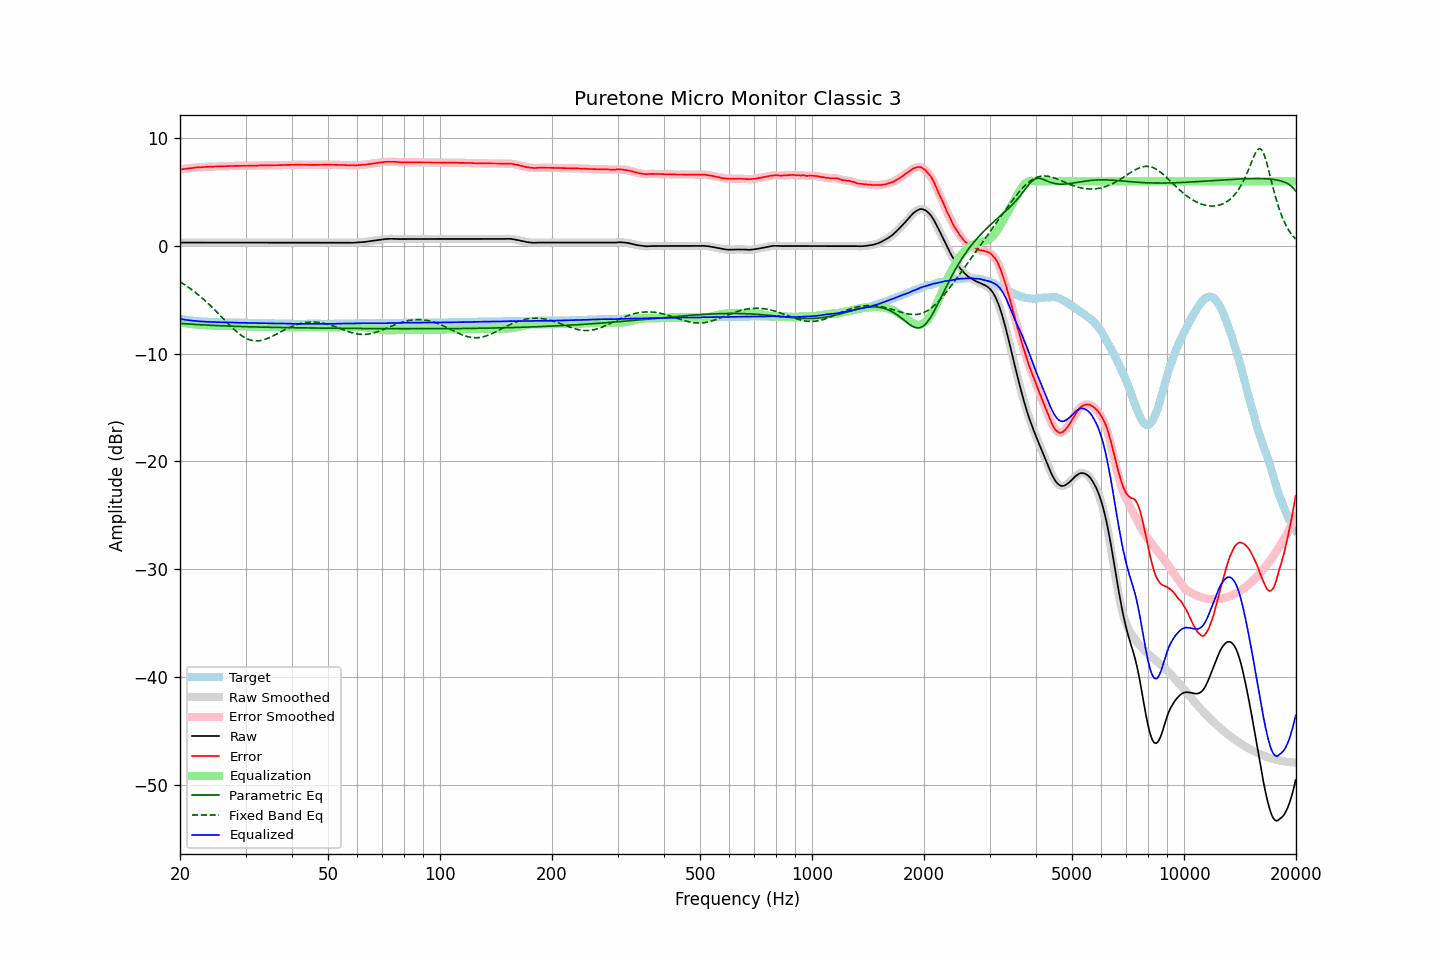 Puretone Micro Monitor Classic 3
10
0
−10
−20
−30
−40
−50
Amplitude (dBr)
Target
Raw Smoothed
Error Smoothed
Raw
Error
Equalization
Parametric Eq
Fixed Band Eq
Equalized
20 50 100 200 500 1000 2000 5000 10000 20000
Frequency (Hz)